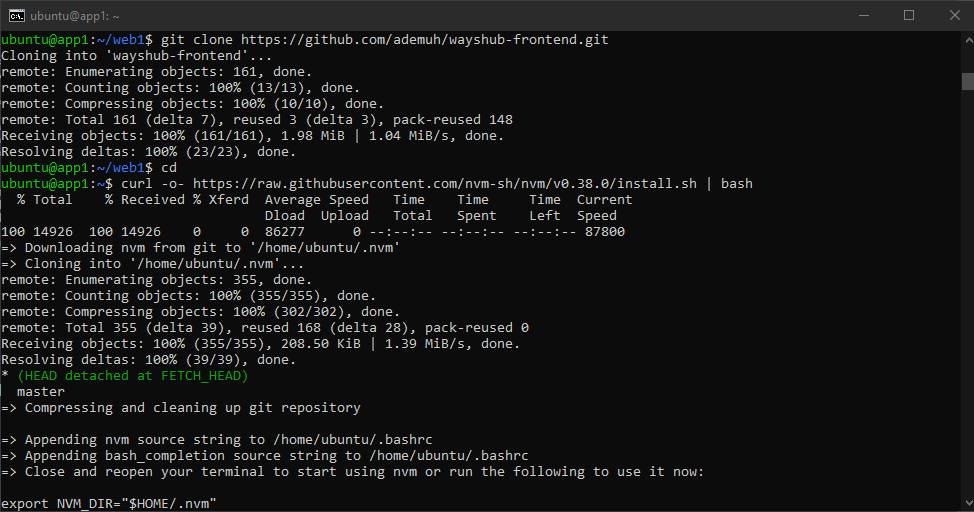 ubuntu@app1: ~
ubuntu@app1:~/web1$ git clone https://github.com/ademuh/wayshub-frontend.git
Cloning into 'wayshub-frontend'...
remote: Enumerating objects: 161, done.
remote: Counting objects: 100% (13/13), done.
remote: Compressing objects: 100% (10/10), done.
remote: Total 161 (delta 7), reused 3 (delta 3), pack-reused 148
Receiving objects: 100% (161/161), 1.98 MiB | 1.04 MiB/s, done.
Resolving deltas: 100% (23/23), done.
ubuntu@app1:~/web1$ cd
ubuntu@app1:~$ curl -o- https://raw.githubusercontent.com/nvm-sh/nvm/v0.38.0/install.sh | bash
  % Total    % Received % Xferd  Average Speed   Time    Time     Time  Current
                                 Dload  Upload   Total   Spent    Left  Speed
100 14926  100 14926    0     0  86277      0 --:--:-- --:--:-- --:--:-- 87800
=> Downloading nvm from git to '/home/ubuntu/.nvm'
=> Cloning into '/home/ubuntu/.nvm'...
remote: Enumerating objects: 355, done.
remote: Counting objects: 100% (355/355), done.
remote: Compressing objects: 100% (302/302), done.
remote: Total 355 (delta 39), reused 168 (delta 28), pack-reused 0
Receiving objects: 100% (355/355), 208.50 KiB | 1.39 MiB/s, done.
Resolving deltas: 100% (39/39), done.
* (HEAD detached at FETCH_HEAD)
  master
=> Compressing and cleaning up git repository
=> Appending nvm source string to /home/ubuntu/.bashrc
=> Appending bash_completion source string to /home/ubuntu/.bashrc
=> Close and reopen your terminal to start using nvm or run the following to use it now:
export NVM_DIR="$HOME/.nvm"